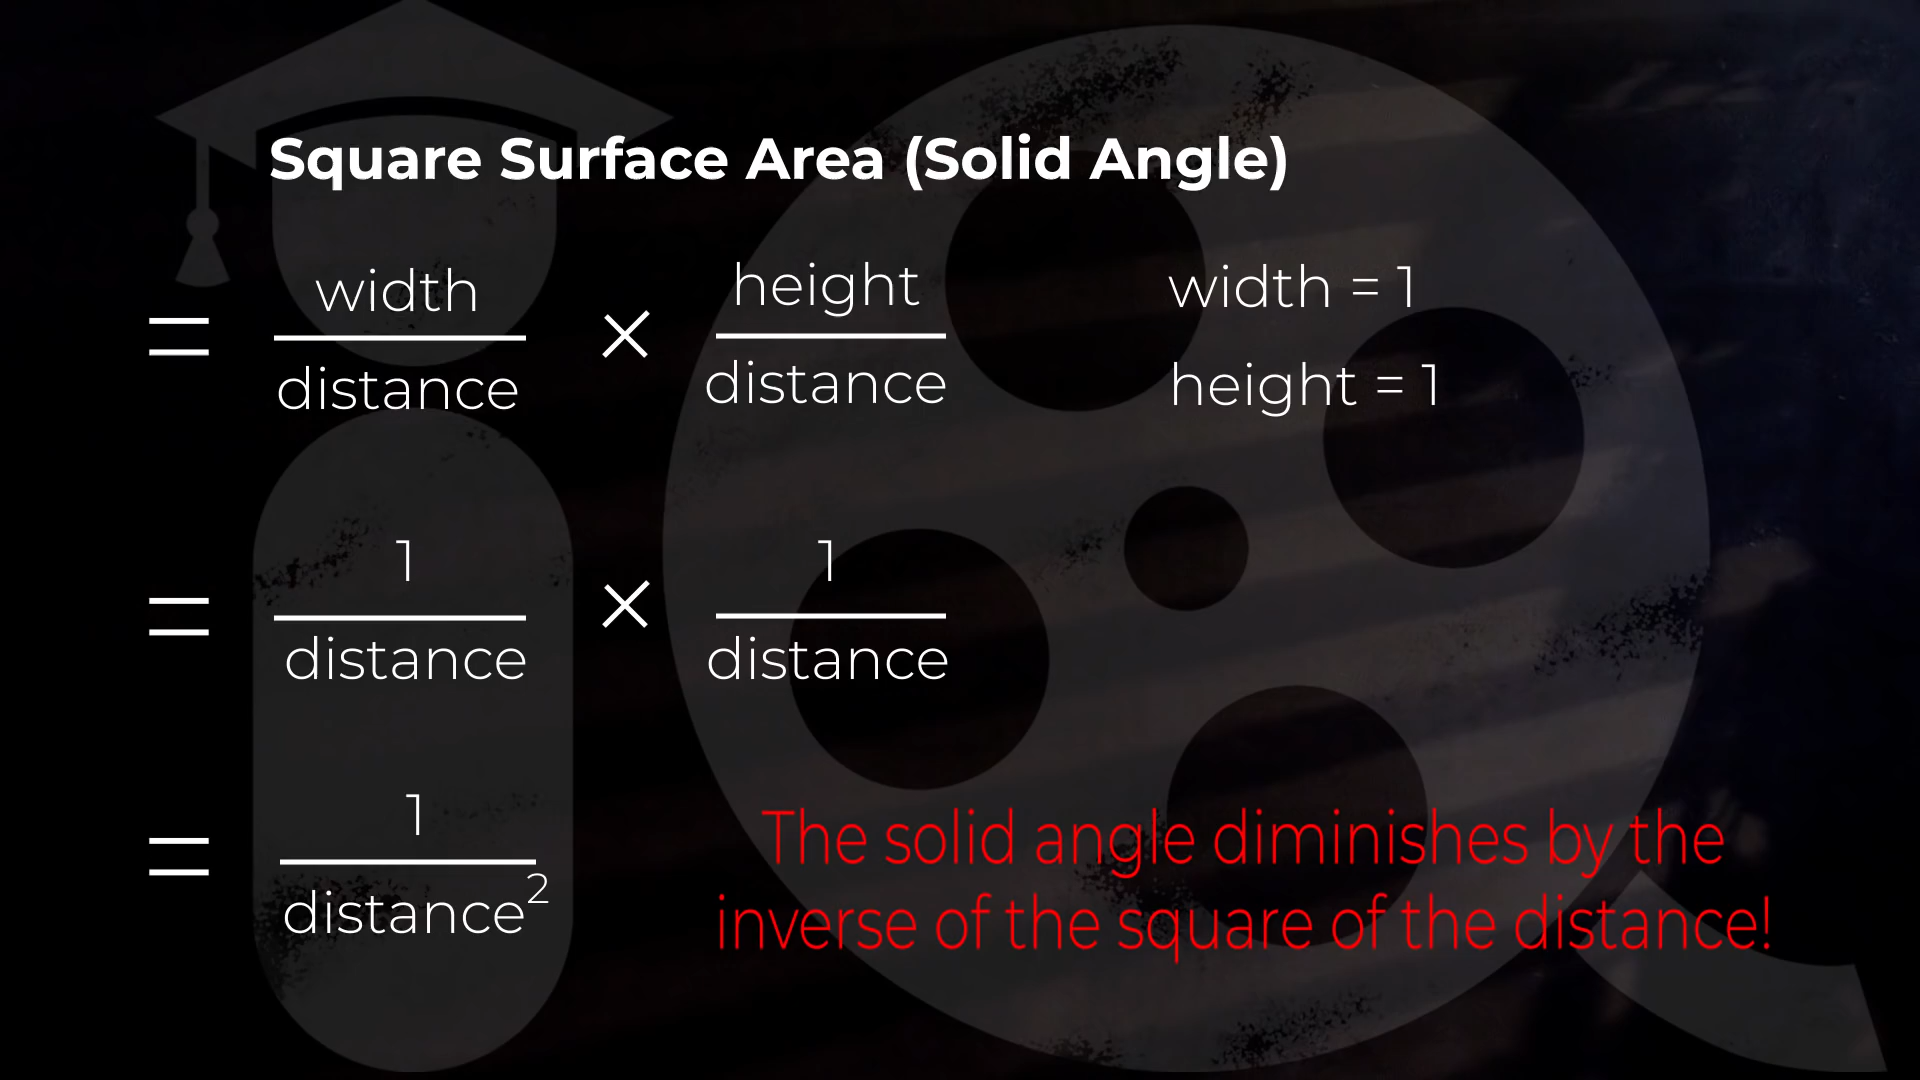 Square Surface Area (Solid Angle)
= width / distance × height / distance
width = 1
height = 1
= 1 / distance × 1 / distance
= 1 / distance²
The solid angle diminishes by the
inverse of the square of the distance!